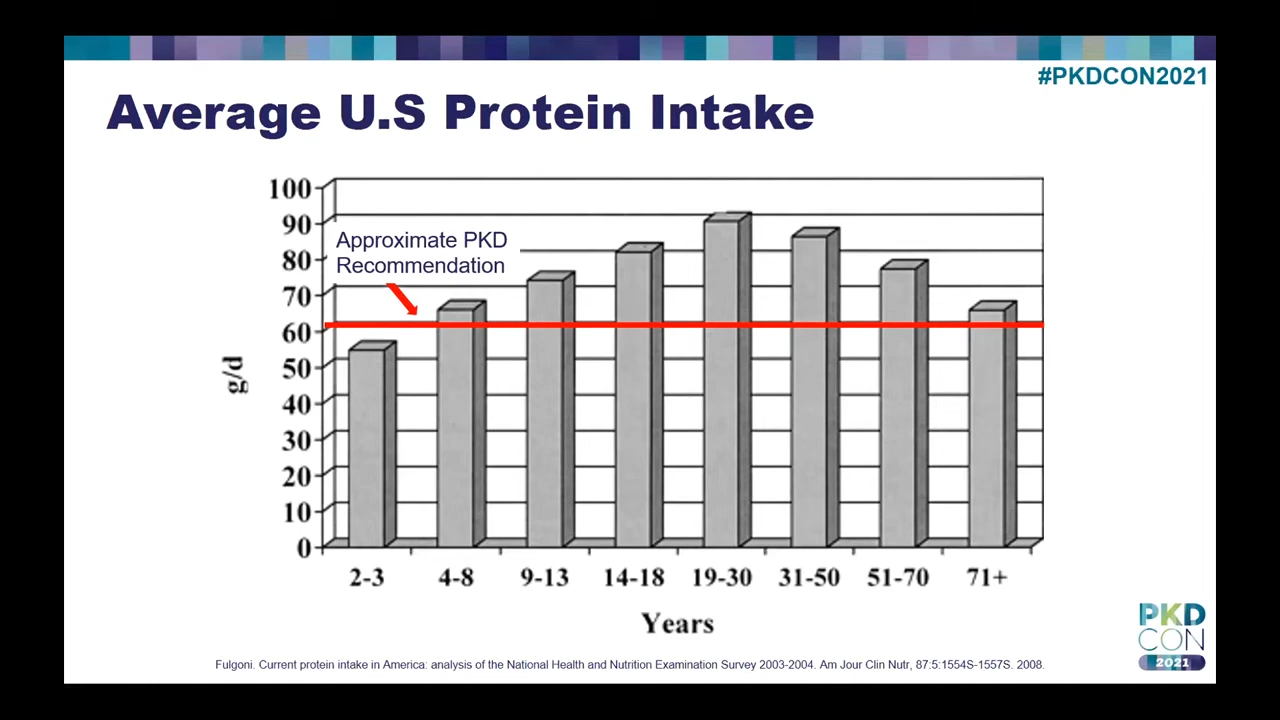 #PKDCON2021
Average U.S Protein Intake
100
90
80
70
60
50
40
30
20
10
0
g/d
Approximate PKD
Recommendation
2-3 4-8 9-13 14-18 19-30 31-50 51-70 71+
Years
PKD
CON
2021
Fulgoni. Current protein intake in America: analysis of the National Health and Nutrition Examination Survey 2003-2004. Am Jour Clin Nutr, 87:5:1554S-1557S. 2008.